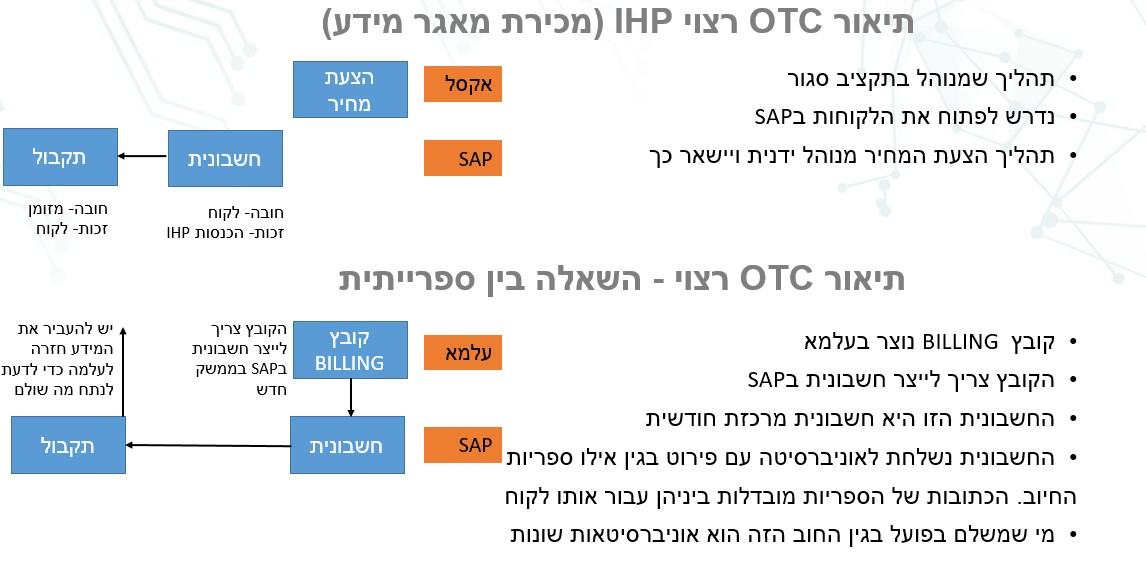 תיאור OTC רצוי IHP (מכירת מאגר מידע)
• תהליך שמנוהל בתקציב סגור
• נדרש לפתוח את הלקוחות בSAP
• תהליך הצעת המחיר מנוהל ידנית ויישאר כך
אקסל
הצעת
מחיר
SAP
חשבונית
תקבול
חובה- לקוח
זכות- הכנסות IHP
חובה- מזומן
זכות- לקוח
תיאור OTC רצוי - השאלה בין ספרייתית
• קובץ BILLING נוצר בעלמא
• הקובץ צריך לייצר חשבונית בSAP
• החשבונית הזו היא חשבונית מרכזת חודשית
• החשבונית נשלחת לאוניברסיטה עם פירוט בגין אילו ספריות
החיוב. הכתובות של הספריות מובדלות ביניהן עבור אותו לקוח
• מי שמשלם בפועל בגין החוב הזה הוא אוניברסיטאות שונות
עלמא
קובץ
BILLING
הקובץ צריך
לייצר חשבונית
בSAP בממשק
חדש
יש להעביר את
המידע חזרה
לעלמה כדי לדעת
לנתח מה שולם
SAP
חשבונית
תקבול